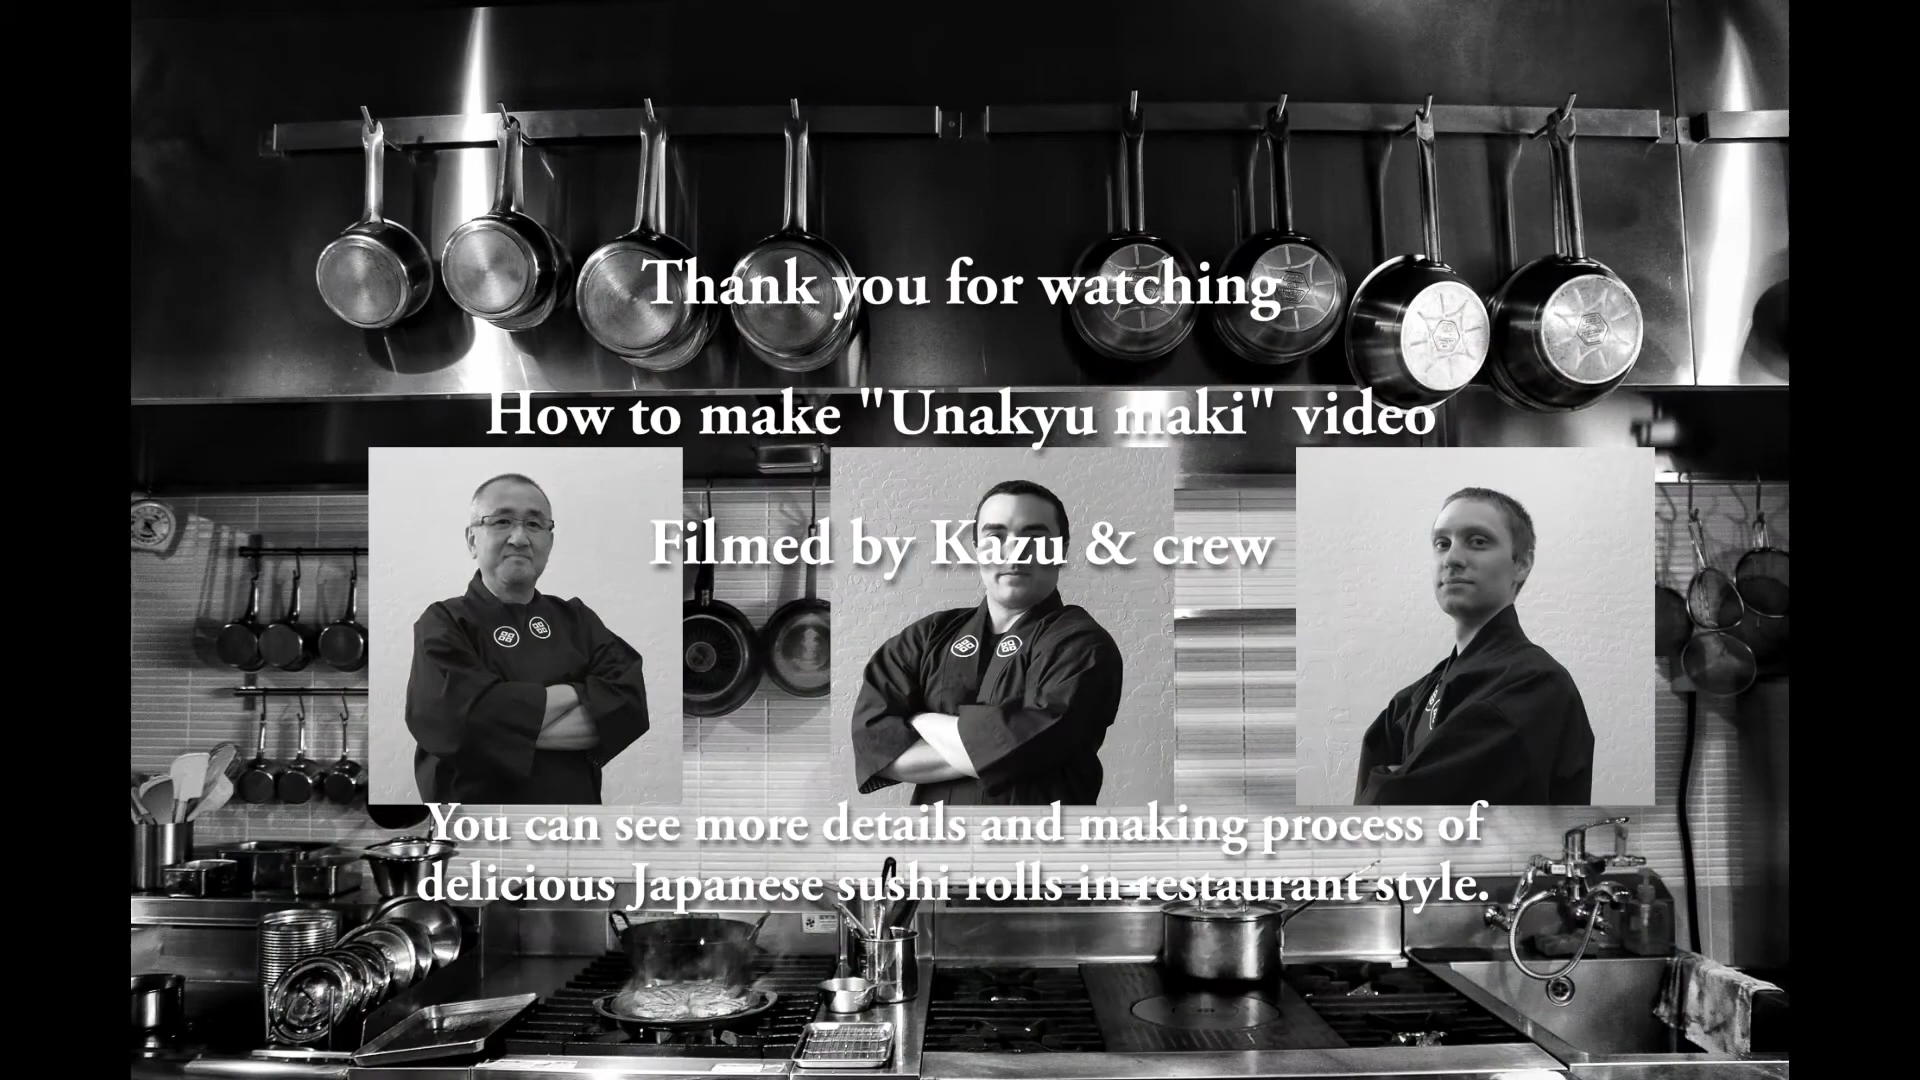 Thank you for watching
How to make "Unakyu maki" video
Filmed by Kazu & crew
You can see more details and making process of
delicious Japanese sushi rolls in-restaurant style.